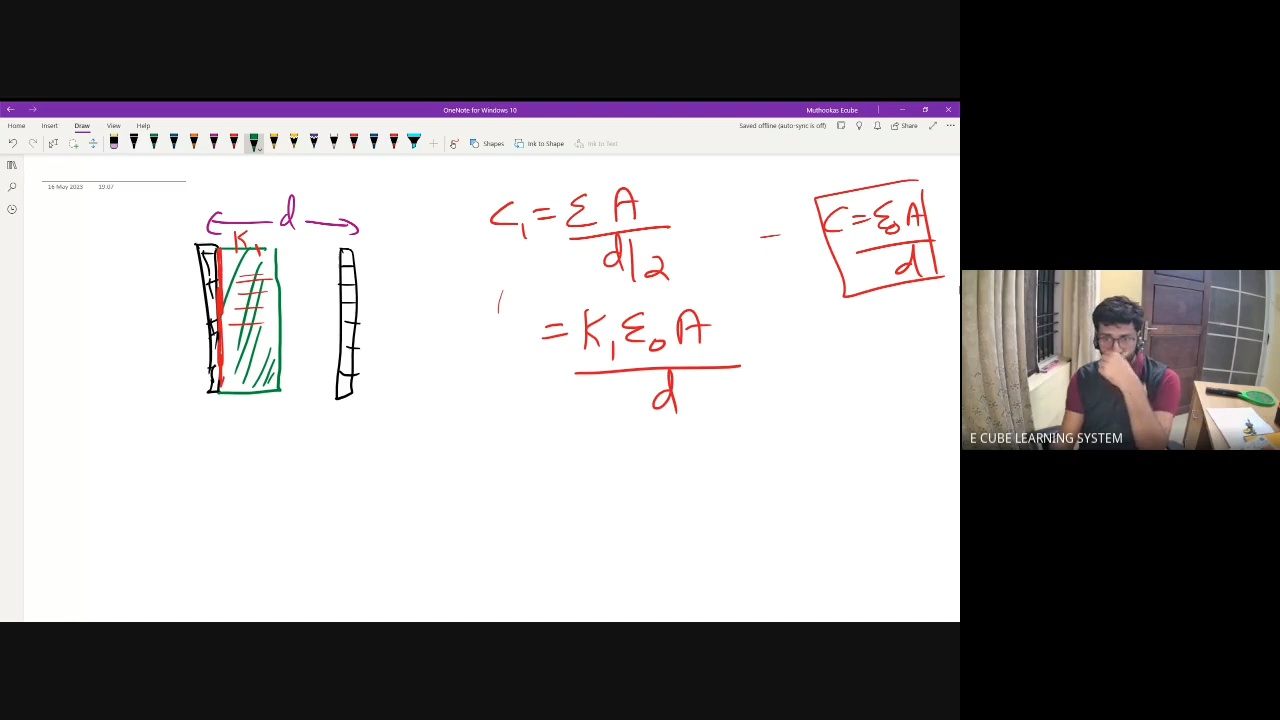 OneNote for Windows 10
Muthookas Ecube
Home Insert Draw View Help
Saved offline (auto-sync is off)
Share
Shapes
Ink to Shape
Ink to Text
16 May 2023 19:07
d
K₁
C₁ = ε A
d/2
= K₁ ε₀ A
d
C = ε₀ A
d
E CUBE LEARNING SYSTEM